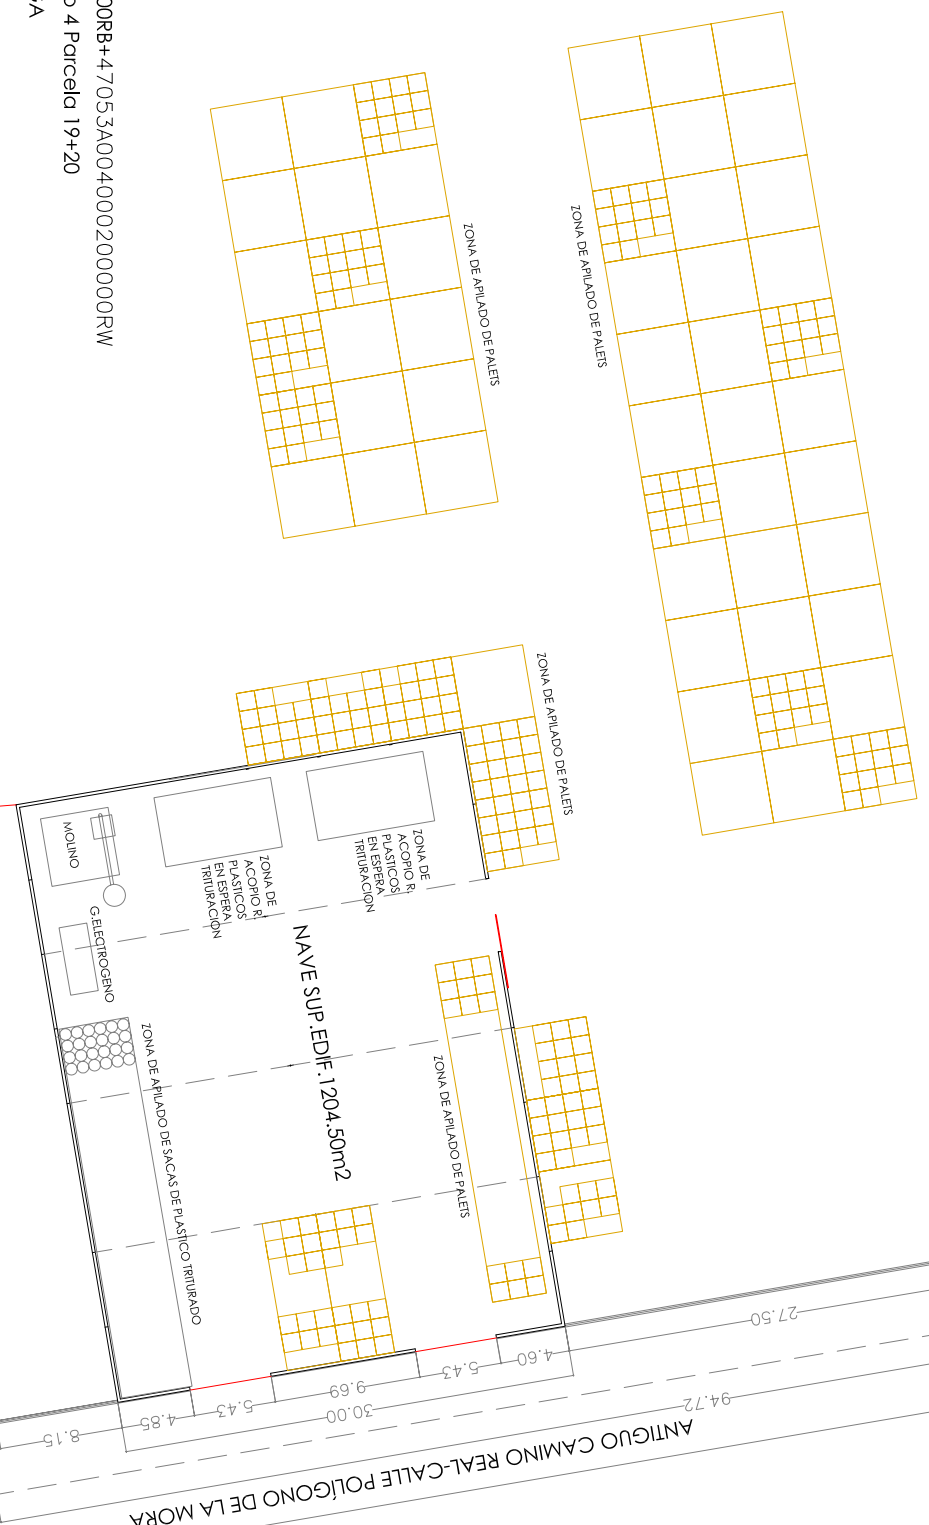 00RB+47053A004000200000RW
o 4 Parcela 19+20
GA
ZONA DE APILADO DE PALETS
ZONA DE APILADO DE PALETS
ZONA DE APILADO DE PALETS
MOLINO
ZONA DE
ACOPIO R.
PLASTICOS
EN ESPERA
TRITURACION
ZONA DE
ACOPIO R.
PLASTICOS
EN ESPERA
TRITURACION
G.ELECTROGENO
NAVE SUP.EDIF.1204.50m2
ZONA DE APILADO DE SACAS DE PLASTICO TRITURADO
ZONA DE APILADO DE PALETS
27.50
4.60
5.43
9.69
5.43
4.85
8.15
30.00
94.72
ANTIGUO CAMINO REAL-CALLE POLÍGONO DE LA MORA